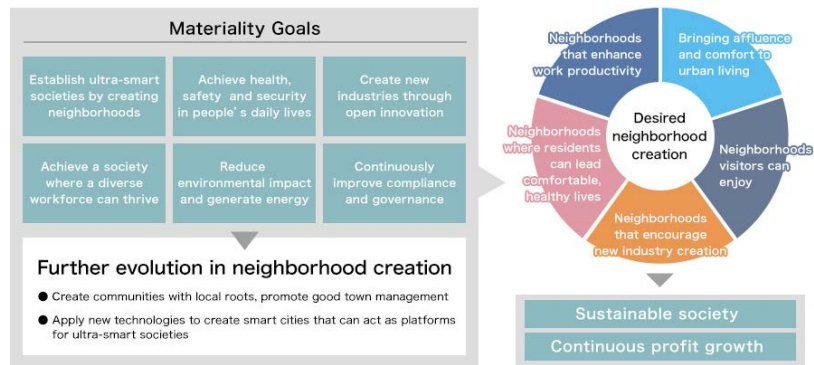 Materiality Goals
Establish ultra-smart
societies by creating
neighborhoods
Achieve health,
safety and security
in people's daily lives
Create new
industries through
open innovation
Achieve a society
where a diverse
workforce can thrive
Reduce
environmental impact
and generate energy
Continuously
improve compliance
and governance
Further evolution in neighborhood creation
● Create communities with local roots, promote good town management
● Apply new technologies to create smart cities that can act as platforms
for ultra-smart societies
Neighborhoods
that enhance
work productivity
Bringing affluence
and comfort to
urban living
Desired
neighborhood
creation
Neighborhoods
where residents
can lead
comfortable,
healthy lives
Neighborhoods
visitors can
enjoy
Neighborhoods
that encourage
new industry creation
Sustainable society
Continuous profit growth